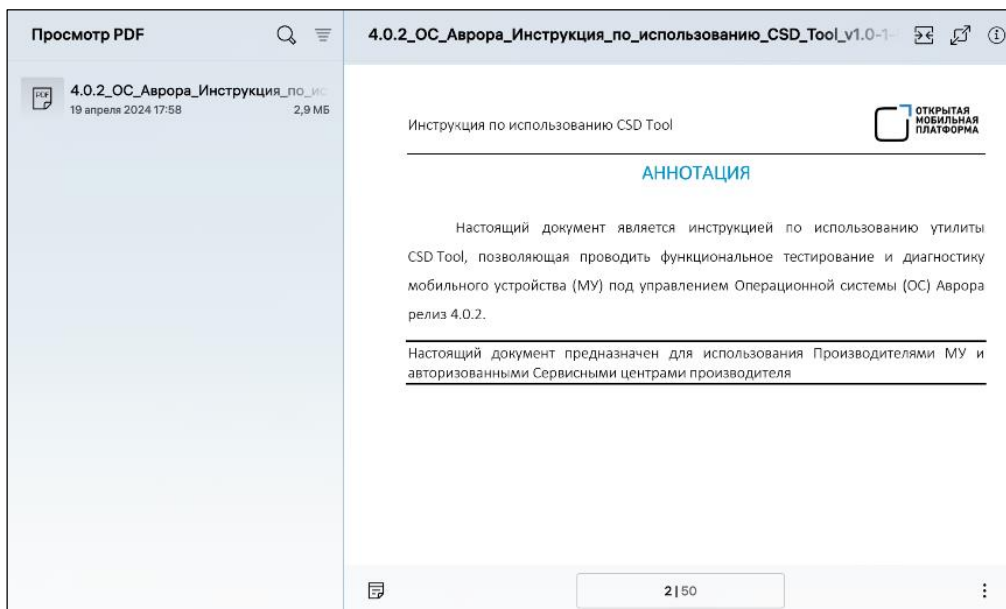 Просмотр PDF
4.0.2_ОС_Аврора_Инструкция_по_ис
19 апреля 2024 17:58
2,9 МБ
4.0.2_ОС_Аврора_Инструкция_по_использованию_CSD_Tool_v1.0-1-
Инструкция по использованию CSD Tool
ОТКРЫТАЯ
МОБИЛЬНАЯ
ПЛАТФОРМА
АННОТАЦИЯ
Настоящий документ является инструкцией по использованию утилиты
CSD Tool, позволяющая проводить функциональное тестирование и диагностику
мобильного устройства (МУ) под управлением Операционной системы (ОС) Аврора
релиз 4.0.2.
Настоящий документ предназначен для использования Производителями МУ и
авторизованными Сервисными центрами производителя
2 | 50